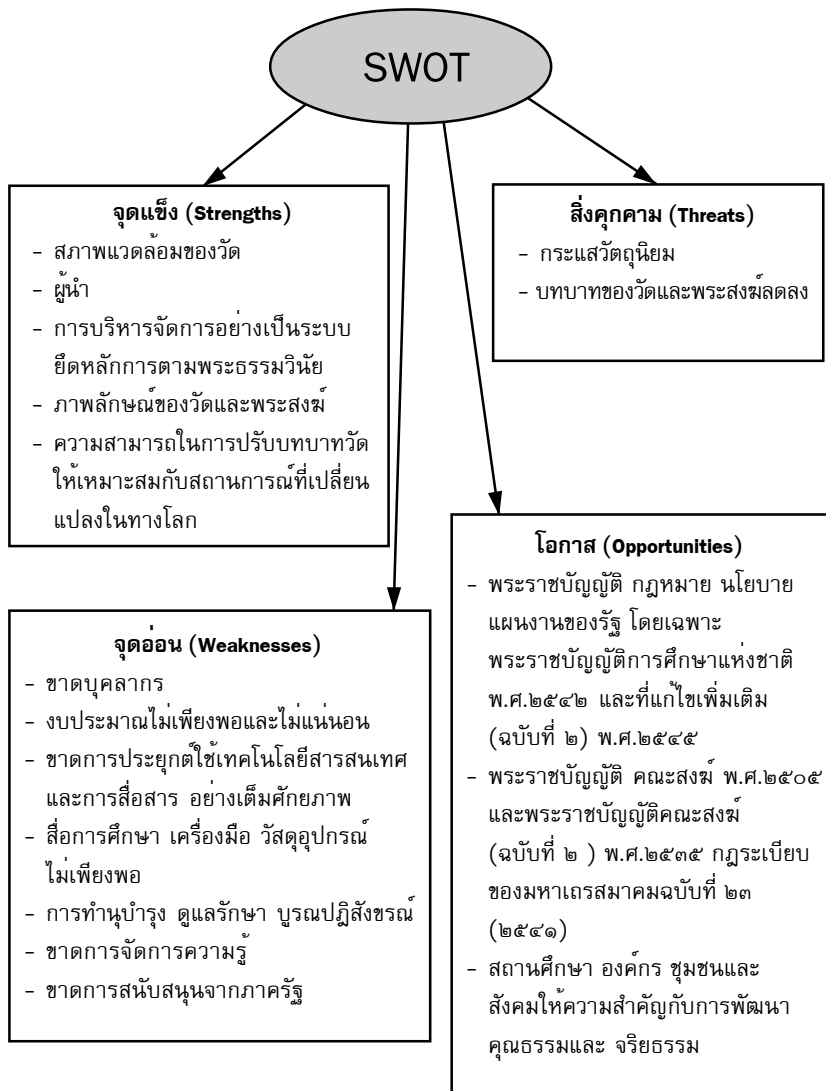 SWOT
จุดแข็ง (Strengths)
- สภาพแวดล้อมของวัด
- ผู้นำ
- การบริหารจัดการอย่างเป็นระบบ
ยึดหลักการตามพระธรรมวินัย
- ภาพลักษณ์ของวัดและพระสงฆ์
- ความสามารถในการปรับบทบาทวัด
ให้เหมาะสมกับสถานการณ์ที่เปลี่ยน
แปลงในทางโลก
สิ่งคุกคาม (Threats)
- กระแสวัตถุนิยม
- บทบาทของวัดและพระสงฆ์ลดลง
จุดอ่อน (Weaknesses)
- ขาดบุคลากร
- งบประมาณไม่เพียงพอและไม่แน่นอน
- ขาดการประยุกต์ใช้เทคโนโลยีสารสนเทศ
และการสื่อสาร อย่างเต็มศักยภาพ
- สื่อการศึกษา เครื่องมือ วัสดุอุปกรณ์
ไม่เพียงพอ
- การทำนุบำรุง ดูแลรักษา บูรณปฎิสังขรณ์
- ขาดการจัดการความรู้
- ขาดการสนับสนุนจากภาครัฐ
โอกาส (Opportunities)
- พระราชบัญญัติ กฎหมาย นโยบาย
แผนงานของรัฐ โดยเฉพาะ
พระราชบัญญัติการศึกษาแห่งชาติ
พ.ศ.๒๕๔๒ และที่แก้ไขเพิ่มเติม
(ฉบับที่ ๒) พ.ศ.๒๕๔๕
- พระราชบัญญัติ คณะสงฆ์ พ.ศ.๒๕๐๕
และพระราชบัญญัติคณะสงฆ์
(ฉบับที่ ๒ ) พ.ศ.๒๕๓๕ กฎระเบียบ
ของมหาเถรสมาคมฉบับที่ ๒๓
(๒๕๔๑)
- สถานศึกษา องค์กร ชุมชนและ
สังคมให้ความสำคัญกับการพัฒนา
คุณธรรมและ จริยธรรม